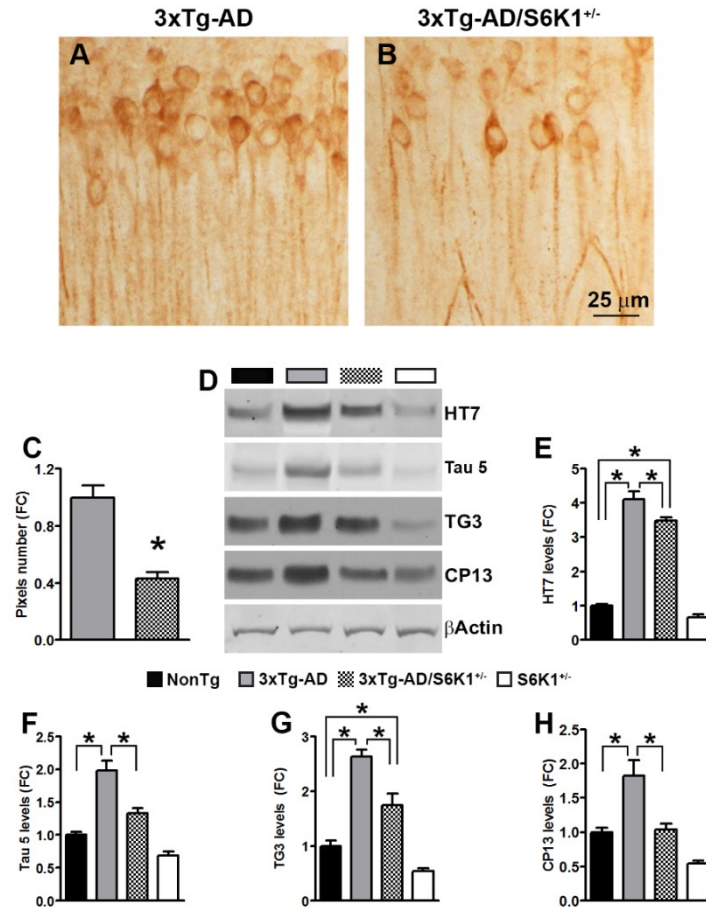 3xTg-AD
3xTg-AD/S6K1+/-
A
B
25 μm
D
HT7
Tau 5
TG3
CP13
βActin
C
Pixels number (FC)
1.2
0.8
0.4
0.0
*
E
HT7 levels (FC)
5
4
3
2
1
0
*
* *
NonTg 3xTg-AD 3xTg-AD/S6K1+/- S6K1+/-
F
Tau 5 levels (FC)
2.5
2.0
1.5
1.0
0.5
0.0
* *
G
TG3 levels (FC)
3
2
1
0
*
* *
H
CP13 levels (FC)
2.5
2.0
1.5
1.0
0.5
0.0
* *